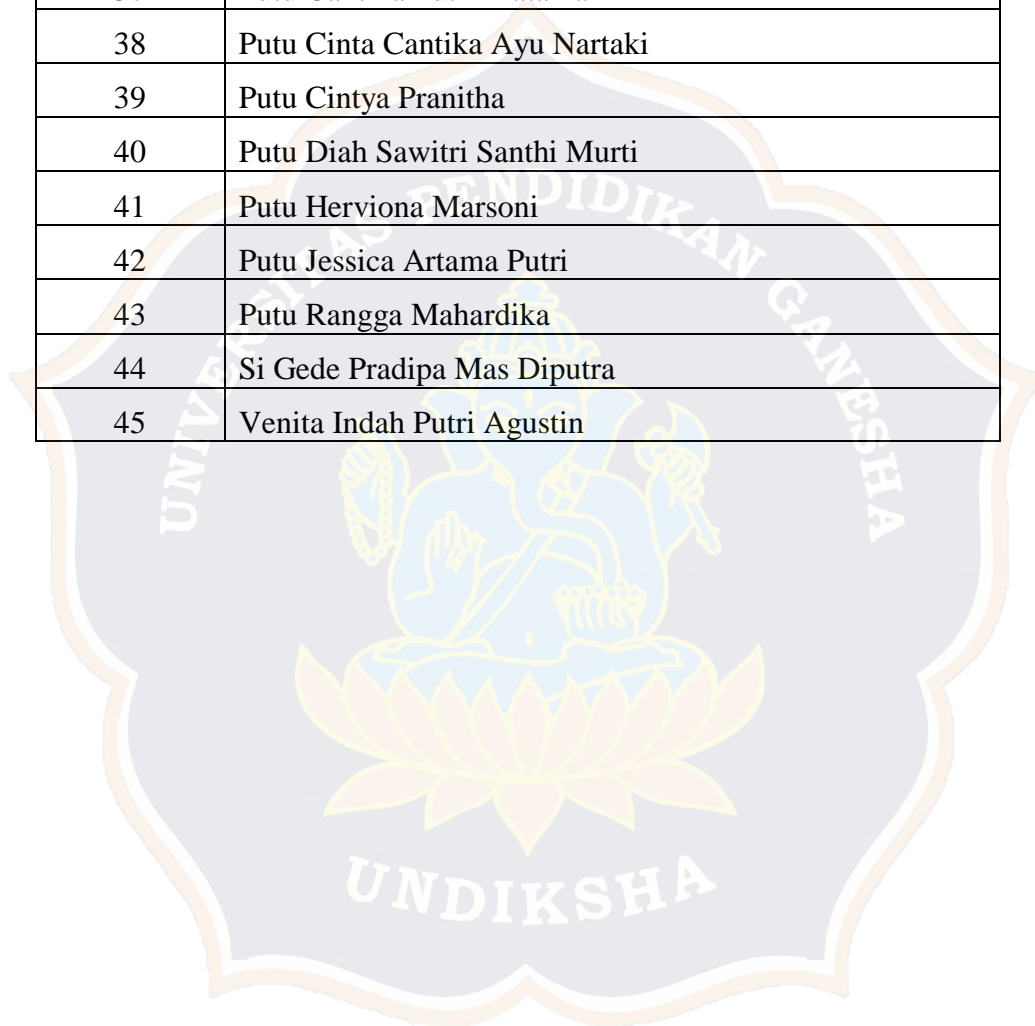 38 Putu Cinta Cantika Ayu Nartaki
39 Putu Cintya Pranitha
40 Putu Diah Sawitri Santhi Murti
41 Putu Herviona Marsoni
42 Putu Jessica Artama Putri
43 Putu Rangga Mahardika
44 Si Gede Pradipa Mas Diputra
45 Venita Indah Putri Agustin
UNIVERSITAS PENDIDIKAN GANESHA
UNDIKSHA